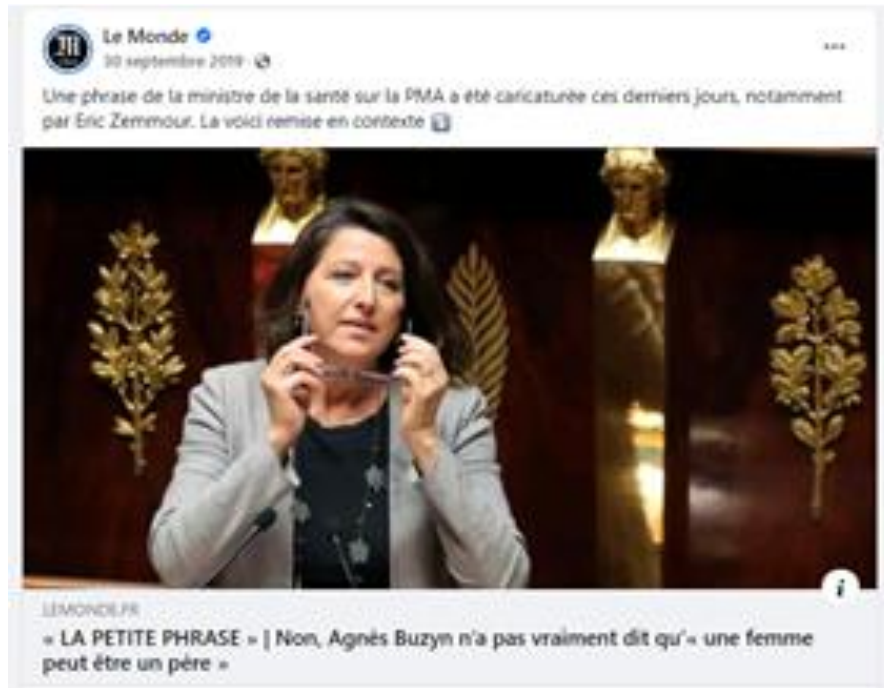 Le Monde
30 septembre 2019
Une phrase de la ministre de la santé sur la PMA a été caricaturée ces derniers jours, notamment
par Eric Zemmour. La voici remise en contexte
LEMONDE.FR
« LA PETITE PHRASE » | Non, Agnès Buzyn n'a pas vraiment dit qu'« une femme
peut être un père »